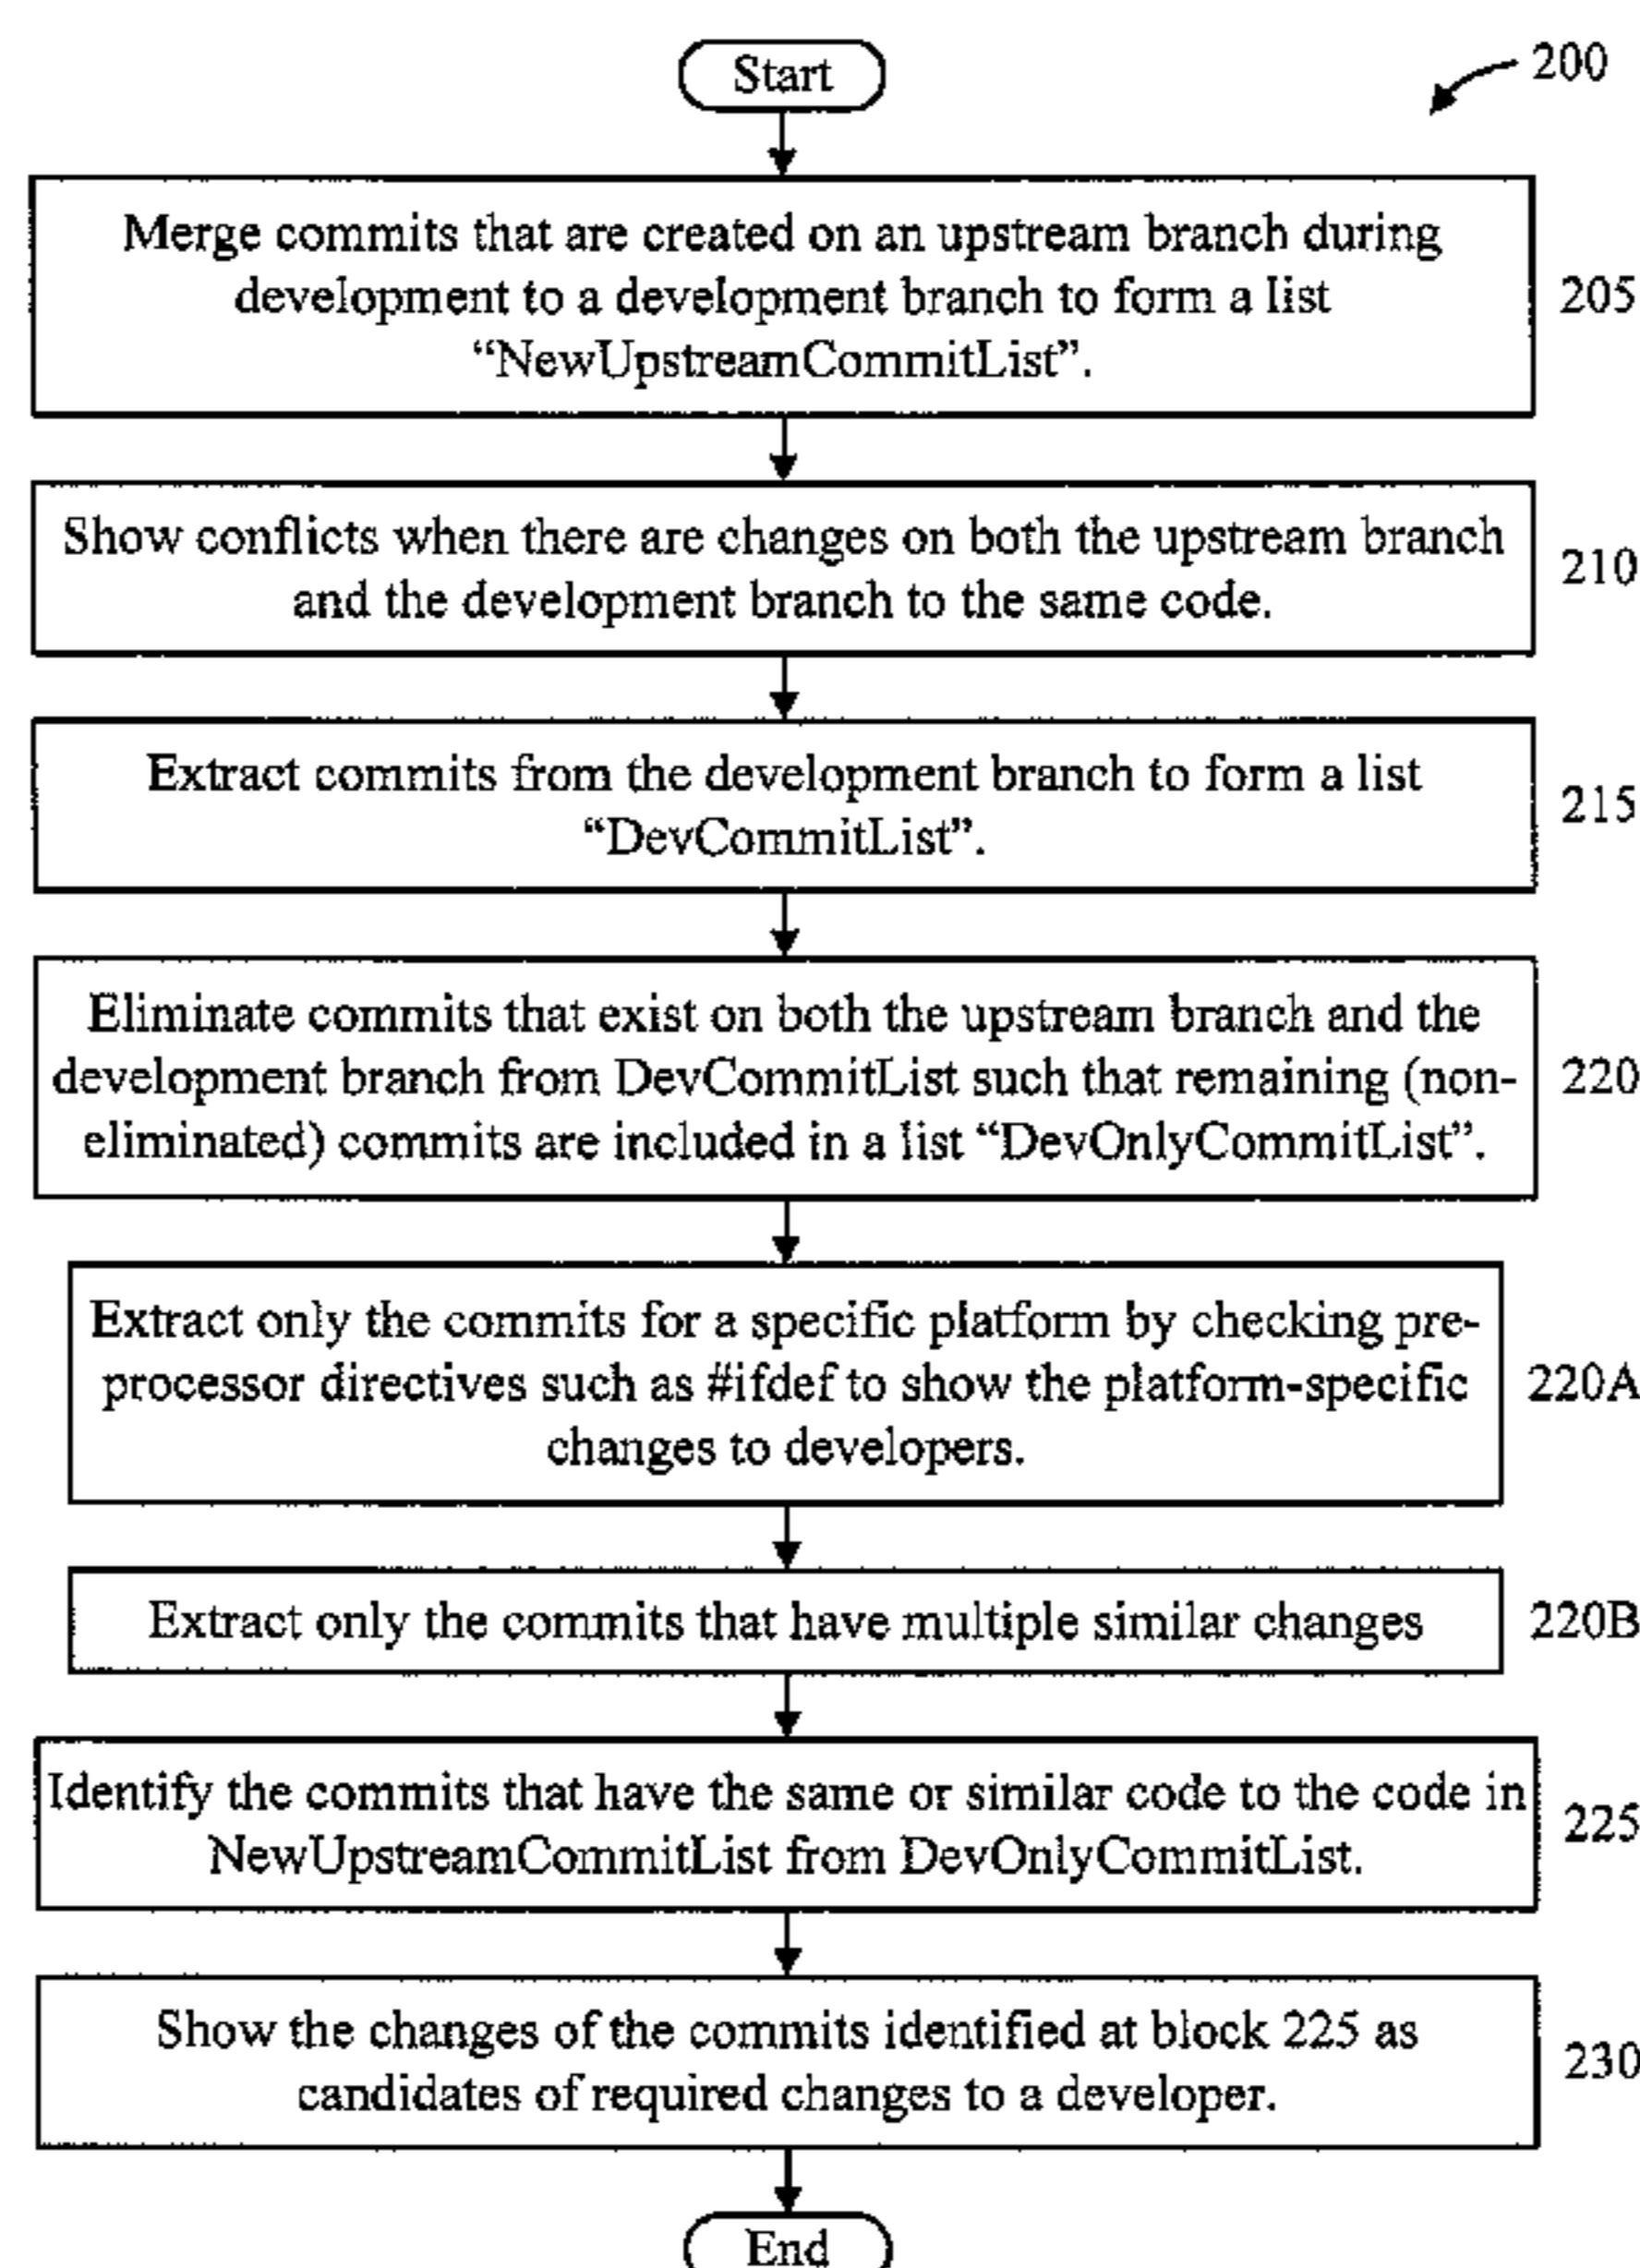 Start
200
Merge commits that are created on an upstream branch during
development to a development branch to form a list
“NewUpstreamCommitList”.
205
Show conflicts when there are changes on both the upstream branch
and the development branch to the same code.
210
Extract commits from the development branch to form a list
“DevCommitList”.
215
Eliminate commits that exist on both the upstream branch and the
development branch from DevCommitList such that remaining (non-
eliminated) commits are included in a list “DevOnlyCommitList”.
220
Extract only the commits for a specific platform by checking pre-
processor directives such as #ifdef to show the platform-specific
changes to developers.
220A
Extract only the commits that have multiple similar changes
220B
Identify the commits that have the same or similar code to the code in
NewUpstreamCommitList from DevOnlyCommitList.
225
Show the changes of the commits identified at block 225 as
candidates of required changes to a developer.
230
End